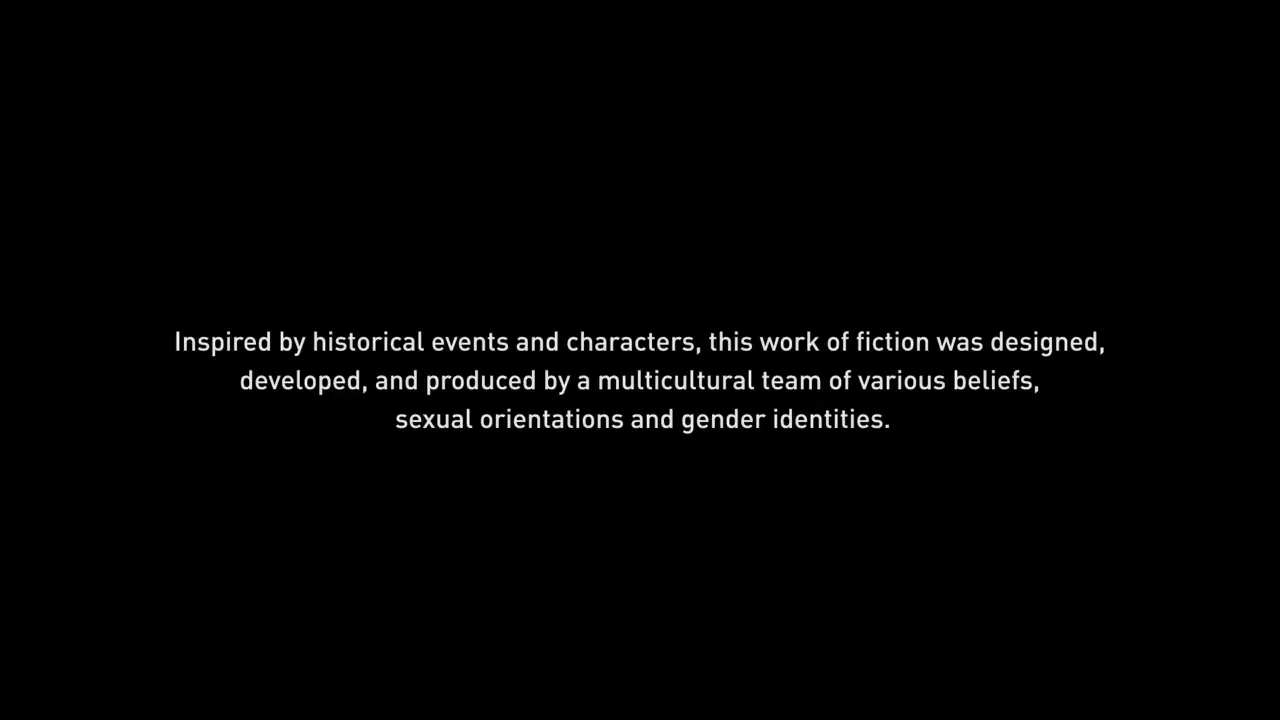 Inspired by historical events and characters, this work of fiction was designed,
developed, and produced by a multicultural team of various beliefs,
sexual orientations and gender identities.